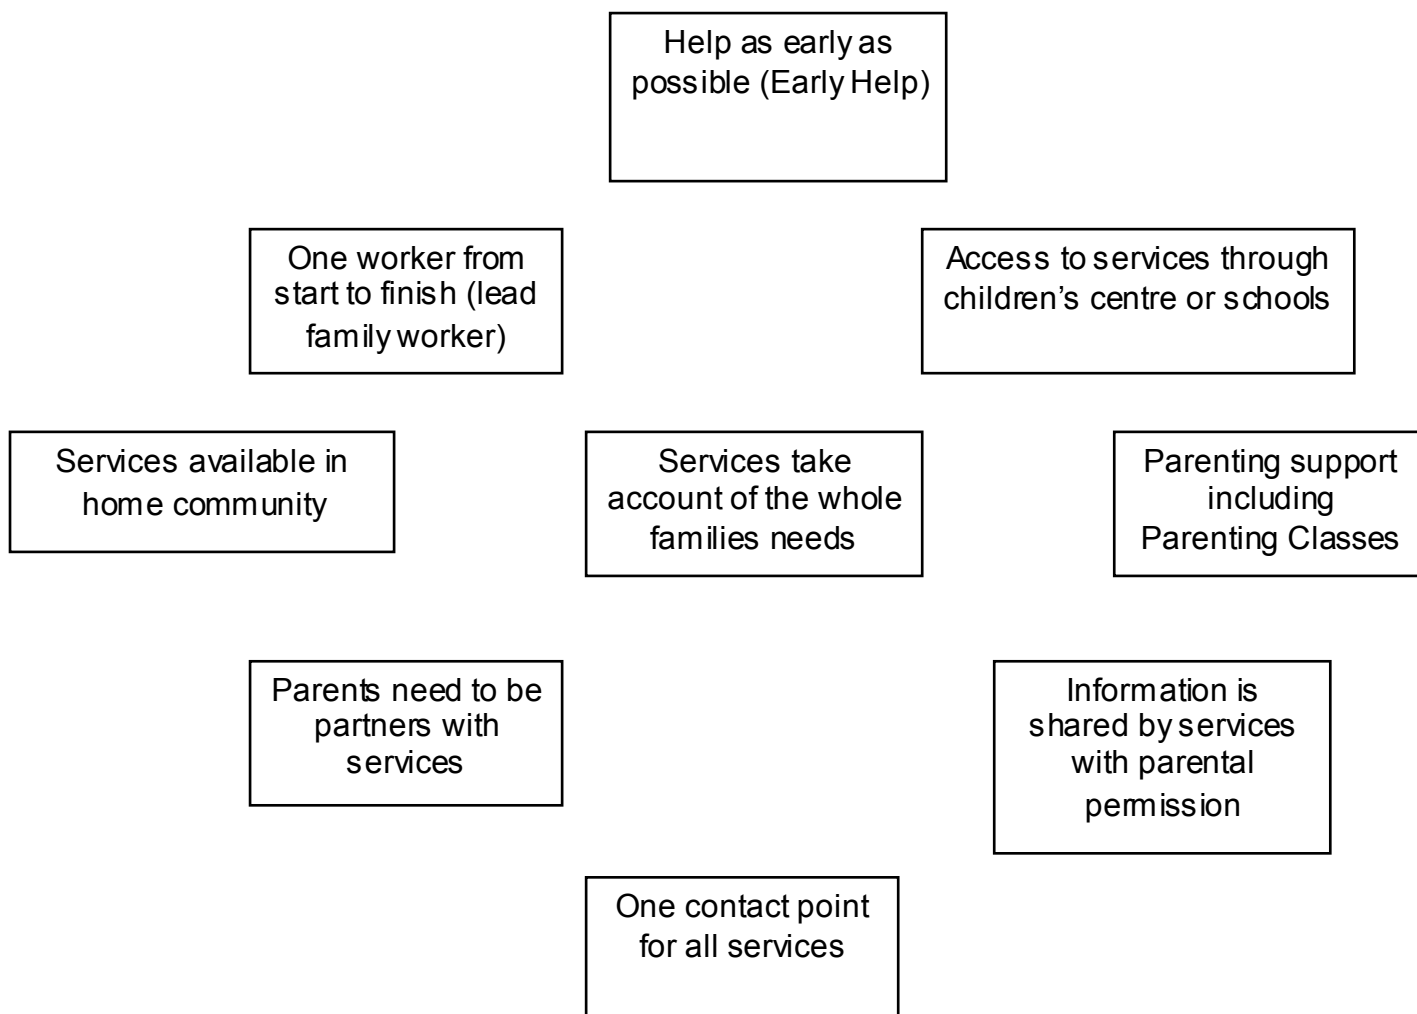 Help as early as
possible (Early Help)
One worker from
start to finish (lead
family worker)
Access to services through
children’s centre or schools
Services available in
home community
Services take
account of the whole
families needs
Parenting support
including
Parenting Classes
Parents need to be
partners with
services
Information is
shared by services
with parental
permission
One contact point
for all services